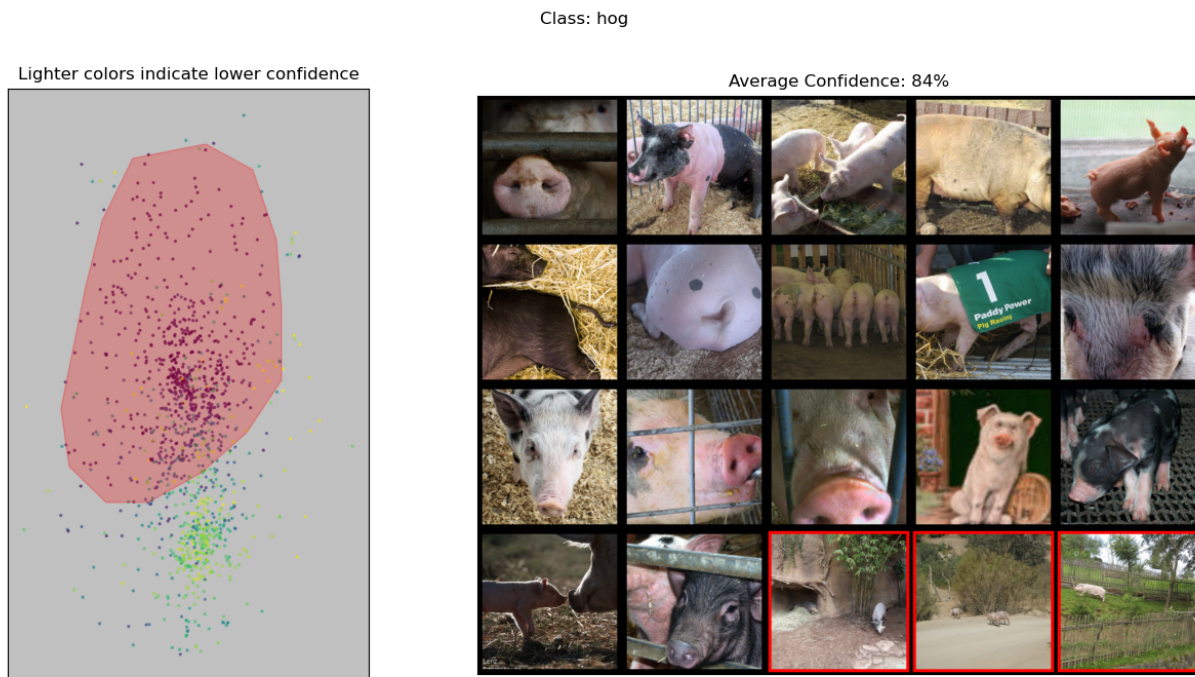 Class: hog
Lighter colors indicate lower confidence
Average Confidence: 84%
1
Paddy Power
Pig Racing